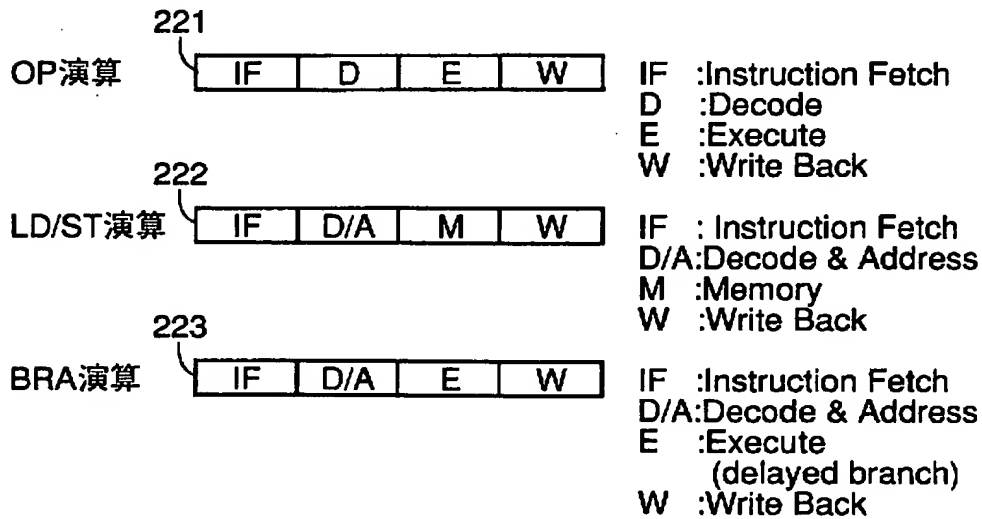 221
OP演算 IF D E W
IF :Instruction Fetch
D :Decode
E :Execute
W :Write Back
222
LD/ST演算 IF D/A M W
IF : Instruction Fetch
D/A:Decode & Address
M :Memory
W :Write Back
223
BRA演算 IF D/A E W
IF :Instruction Fetch
D/A:Decode & Address
E :Execute
(delayed branch)
W :Write Back